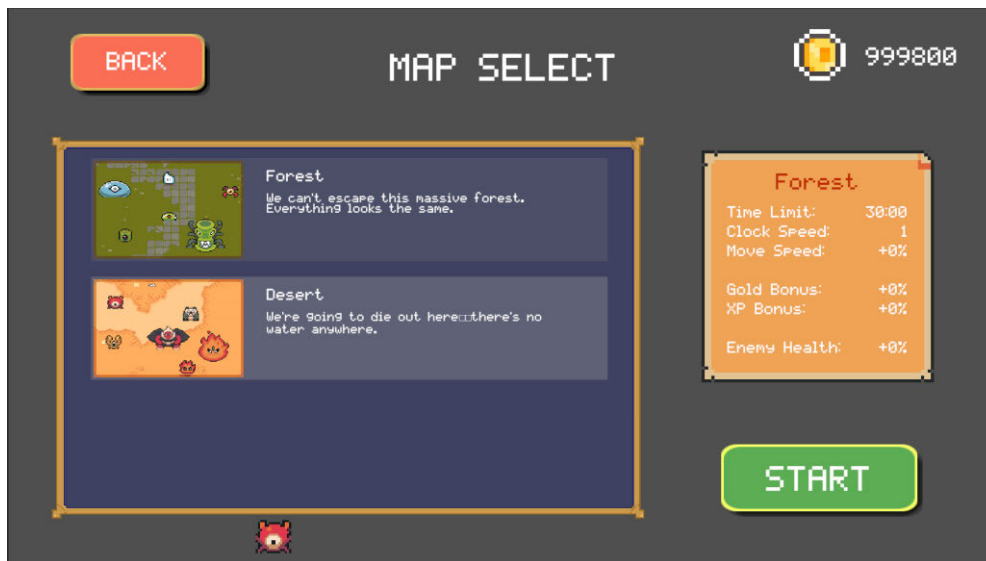 BACK
MAP SELECT
999800
Forest
We can't escape this massive forest.
Everything looks the same.
Desert
We're going to die out here□□there's no
water anywhere.
Forest
Time Limit: 30:00
Clock Speed: 1
Move Speed: +0%
Gold Bonus: +0%
XP Bonus: +0%
Enemy Health: +0%
START